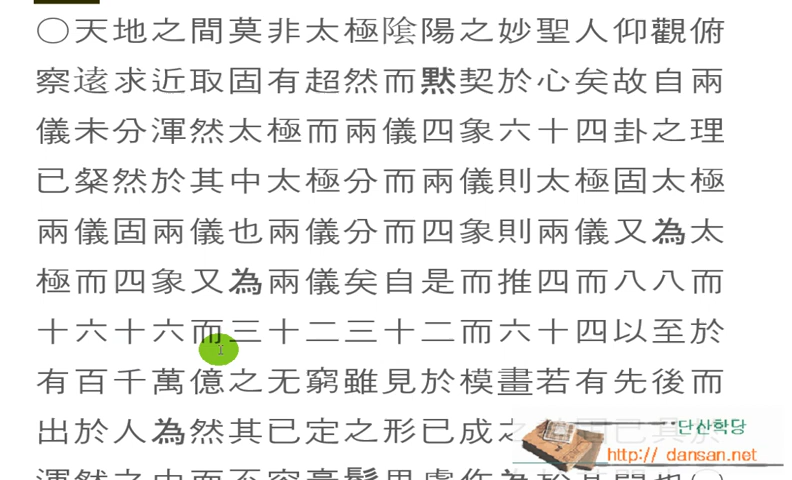 〇天地之間莫非太極陰陽之妙聖人仰觀俯
察遠求近取固有超然而黙契於心矣故自兩
儀未分渾然太極而兩儀四象六十四卦之理
已粲然於其中太極分而兩儀則太極固太極
兩儀固兩儀也兩儀分而四象則兩儀又為太
極而四象又為兩儀矣自是而推四而八八而
十六十六而三十二三十二而六十四以至於
有百千萬億之无窮雖見於模畫若有先後而
出於人為然其已定之形已成之
단산학당
http:// dansan.net